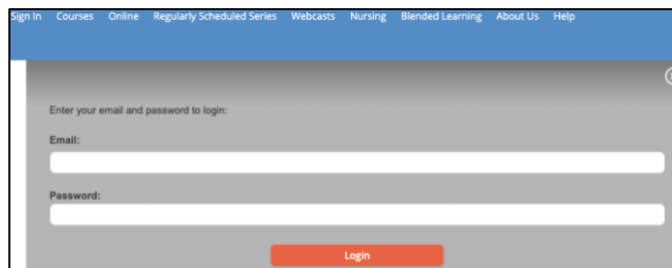 Sign In Courses Online Regularly Scheduled Series Webcasts Nursing Blended Learning About Us Help
Enter your email and password to login:
Email:
Password:
Login